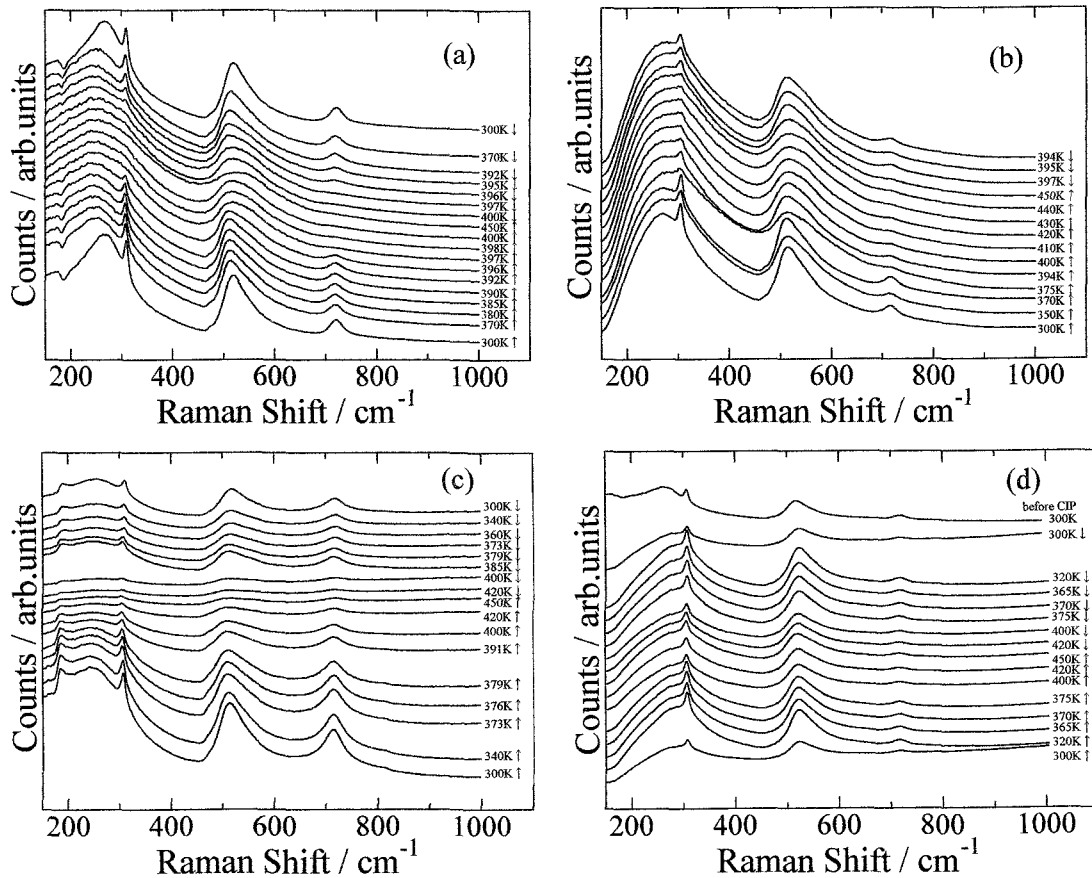 (a)
Counts / arb.units
300K ↓
370K ↓
392K ↓
395K ↓
396K ↓
397K ↓
400K ↓
450K
400K
398K ↑
397K ↑
396K ↑
392K ↑
390K ↑
385K ↑
380K ↑
370K ↑
300K ↑
200 400 600 800 1000
Raman Shift / cm⁻¹
(b)
Counts / arb.units
394K ↓
395K ↓
397K ↓
450K ↑
440K ↑
430K
420K
410K ↑
400K ↑
394K ↑
375K ↑
370K
350K ↑
300K ↑
200 400 600 800 1000
Raman Shift / cm⁻¹
(c)
Counts / arb.units
300K ↓
340K ↓
360K ↓
373K ↓
379K ↓
385K ↓
400K ↓
420K ↓
450K ↑
420K ↑
400K ↑
391K ↑
379K ↑
376K ↑
373K ↑
340K ↑
300K ↑
200 400 600 800 1000
Raman Shift / cm⁻¹
(d)
Counts / arb.units
before CIP
300K
300K ↓
320K ↓
365K ↓
370K ↓
375K ↓
400K ↓
420K ↓
450K ↑
420K ↑
400K ↑
375K ↑
370K ↑
365K ↑
320K ↑
300K ↑
200 400 600 800 1000
Raman Shift / cm⁻¹